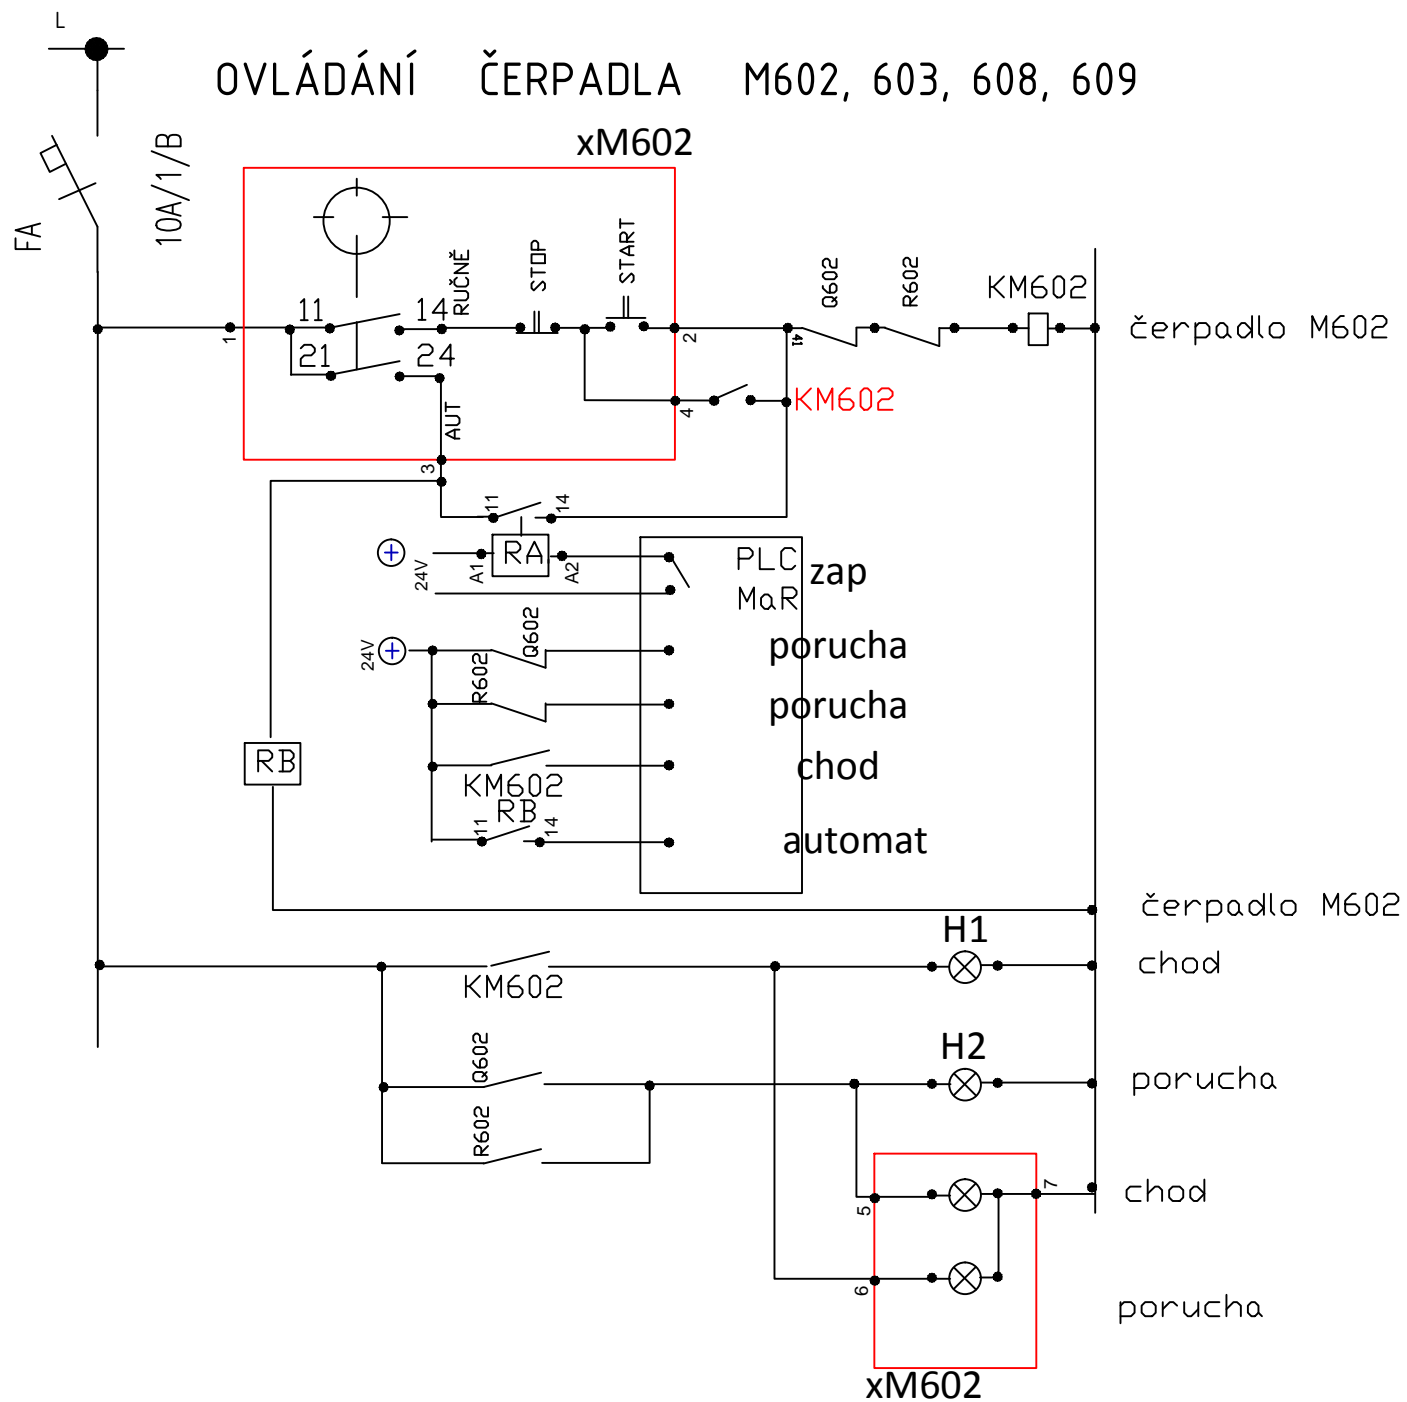 L
OVLÁDÁNÍ ČERPADLA M602, 603, 608, 609
xM602
10A/1/B
FA
RUČNĚ
STOP
START
Q602
R602
KM602
11
14
1
2
41
čerpadlo M602
21
24
4
KM602
AUT
3
11
14
24V
A1
RA
A2
PLC
MaR
zap
24V
Q602
porucha
R602
porucha
RB
KM602
chod
RB
11
14
automat
čerpadlo M602
H1
KM602
chod
Q602
H2
porucha
R602
5
7
chod
6
porucha
xM602